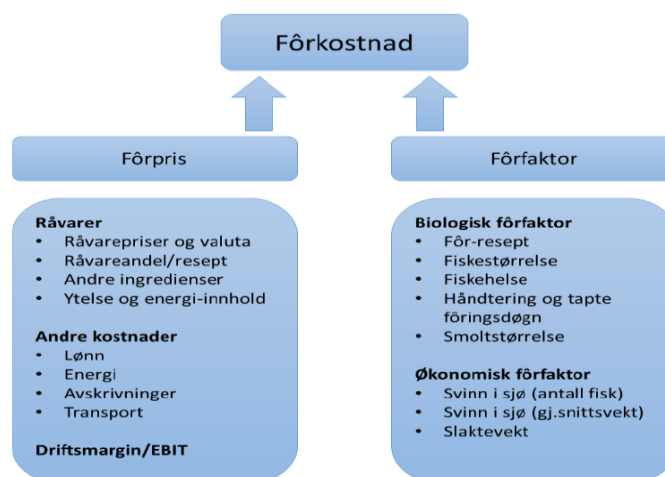 Fôrkostnad
Fôrpris
Råvarer
• Råvarepriser og valuta
• Råvareandel/resept
• Andre ingredienser
• Ytelse og energi-innhold
Andre kostnader
• Lønn
• Energi
• Avskrivninger
• Transport
Driftsmargin/EBIT
Fôrfaktor
Biologisk fôrfaktor
• Fôr-resept
• Fiskestørrelse
• Fiskehelse
• Håndtering og tapte
fôringsdøgn
• Smoltstørrelse
Økonomisk fôrfaktor
• Svinn i sjø (antall fisk)
• Svinn i sjø (gj.snittsvekt)
• Slaktevekt